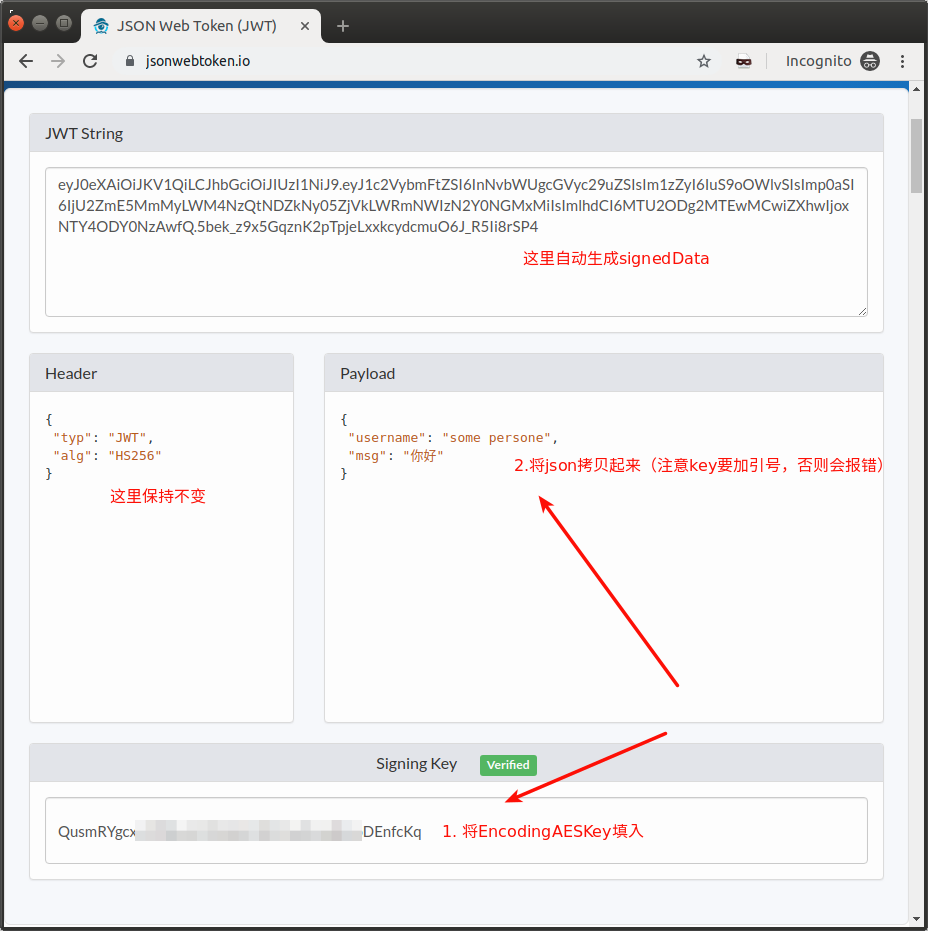 JSON Web Token (JWT)
jsonwebtoken.io
Incognito
JWT String
eyJ0eXAiOiJKV1QiLCJhbGciOiJIUzI1NiJ9.eyJ1c2VybmFtZSI6InNvbWUgcGVyc29uZSIsIm1zZyI6IuS9oOWlvSIsImp0aSI
6IjU2ZmE5MmMyLWM4NzQtNDZkNy05ZjVkLWRmNWIzN2Y0NGMxMiIsImlhdCI6MTU2ODg2MTEwMCwiZXhwIjox
NTY4ODY0NzAwfQ.5bek_z9x5GqznK2pTpjeLxxkcydcmuO6J_R5Ii8rSP4
这里自动生成signedData
Header
Payload
{
"typ": "JWT",
"alg": "HS256"
}
这里保持不变
{
"username": "some persone",
"msg": "你好"
}
2.将json拷贝起来（注意key要加引号，否则会报错）
Signing Key
Verified
QusmRYgcx
DEnfcKq
1. 将EncodingAESKey填入